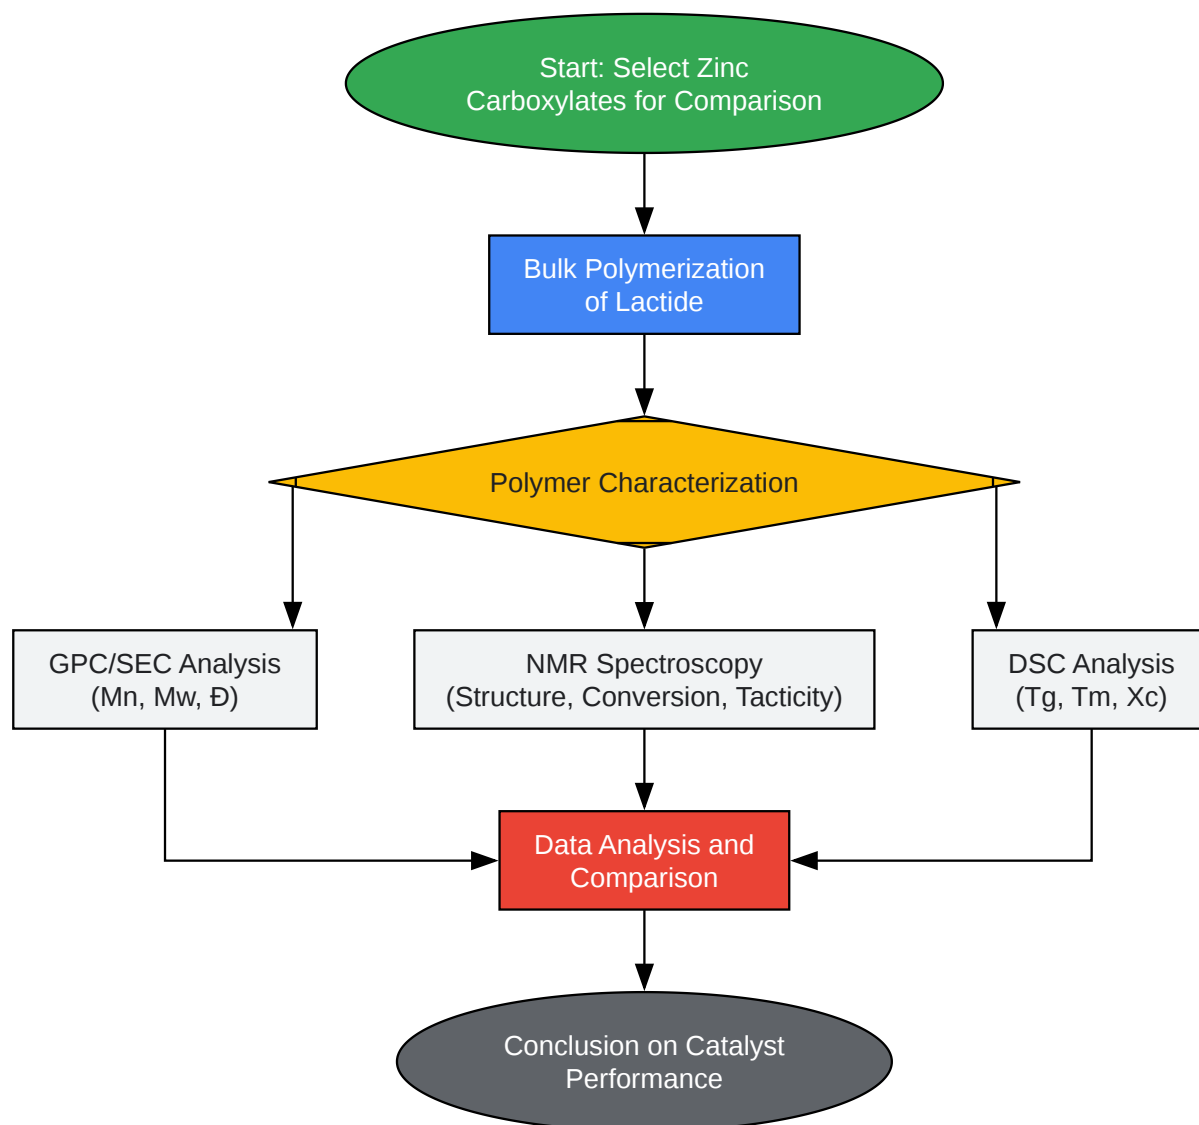 Start: Select Zinc
Carboxylates for Comparison
Bulk Polymerization
of Lactide
Polymer Characterization
GPC/SEC Analysis
(Mn, Mw, Đ)
NMR Spectroscopy
(Structure, Conversion, Tacticity)
DSC Analysis
(Tg, Tm, Xc)
Data Analysis and
Comparison
Conclusion on Catalyst
Performance